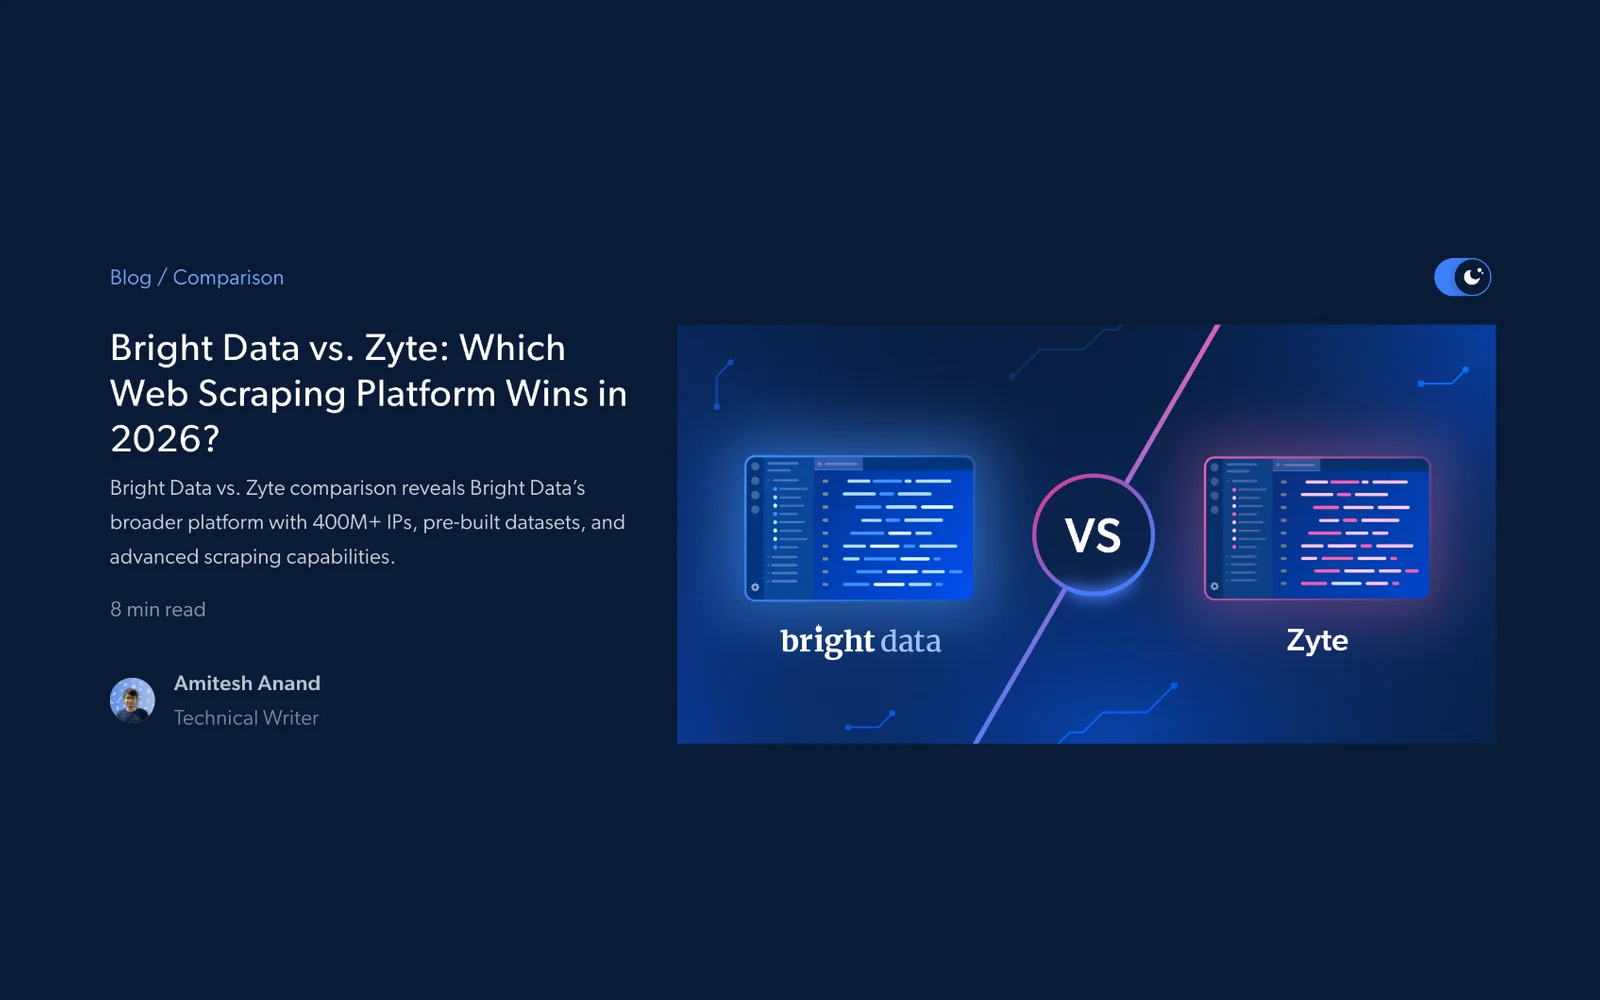 Blog / Comparison
Bright Data vs. Zyte: Which
Web Scraping Platform Wins in
2026?
Bright Data vs. Zyte comparison reveals Bright Data’s
broader platform with 400M+ IPs, pre-built datasets, and
advanced scraping capabilities.
8 min read
Amitesh Anand
Technical Writer
bright data
VS
Zyte